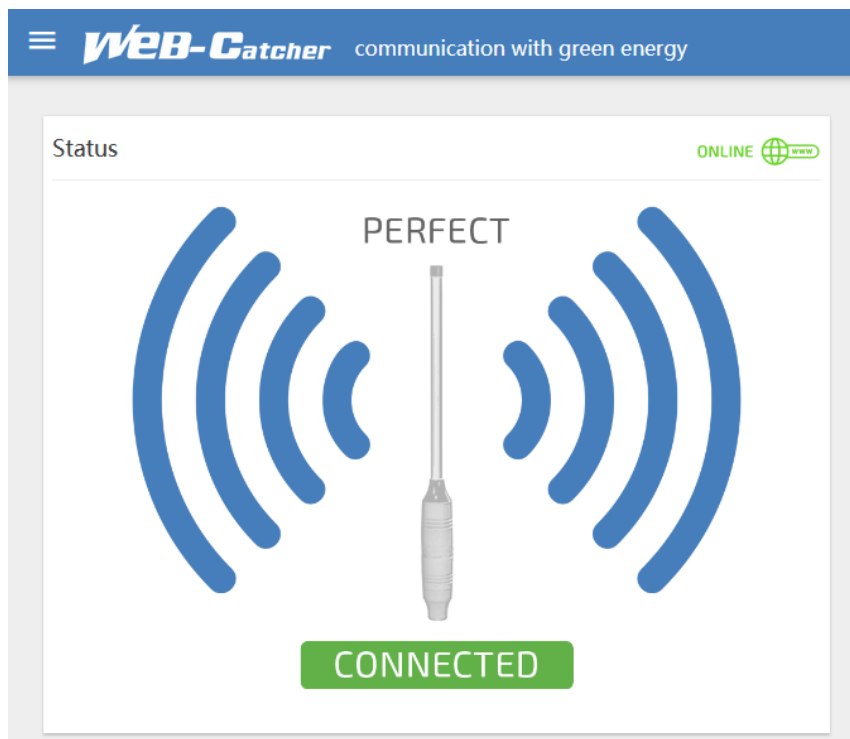 WEB-Catcher communication with green energy
Status
ONLINE www
PERFECT
CONNECTED